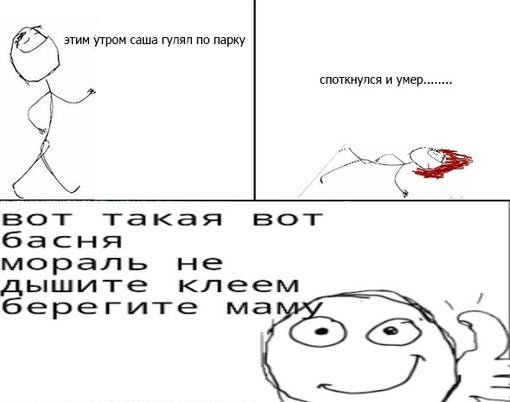 этим утром саша гулял по парку
споткнулся и умер........
вот такая вот
басня
мораль не
дышите клеем
берегите маму